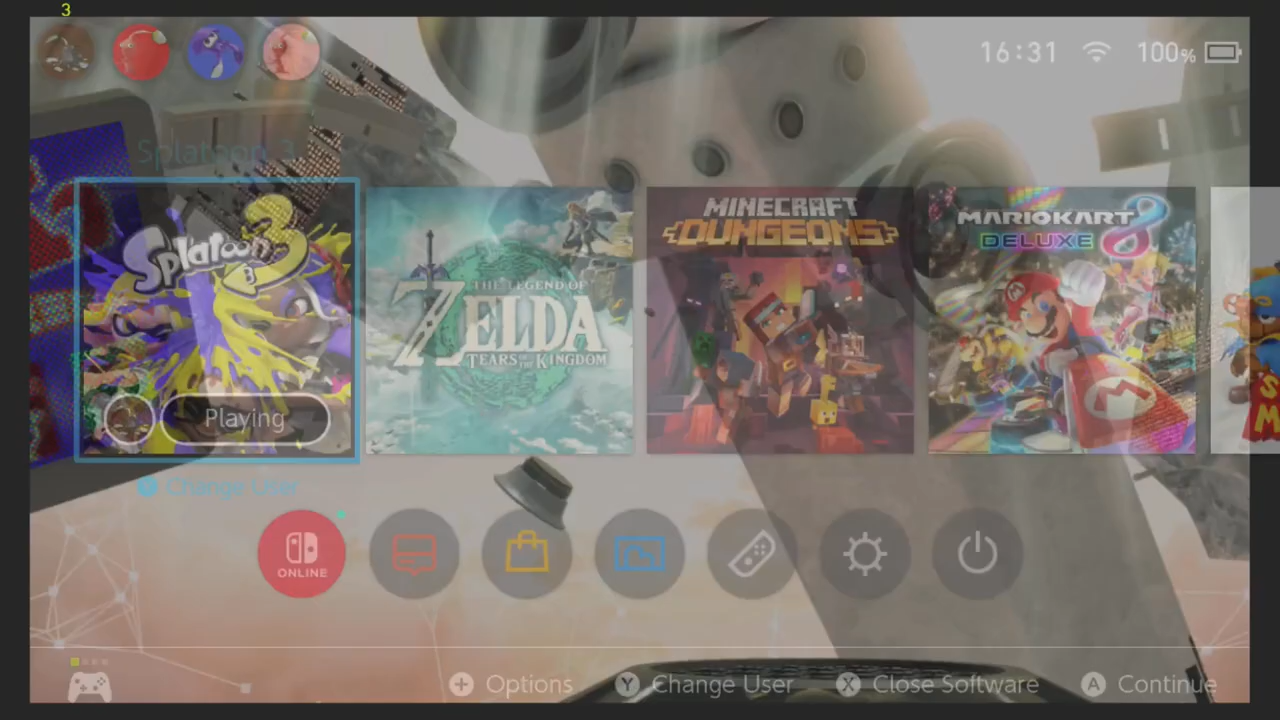 3
16:31
100%
Splatoon 3
Splatoon 3
3
THE LEGEND OF
ZELDA
TEARS OF THE KINGDOM
MINECRAFT
DUNGEONS
MARIOKART 8
DELUXE
Playing
Change User
ONLINE
+ Options
Y Change User
X Close Software
A Continue